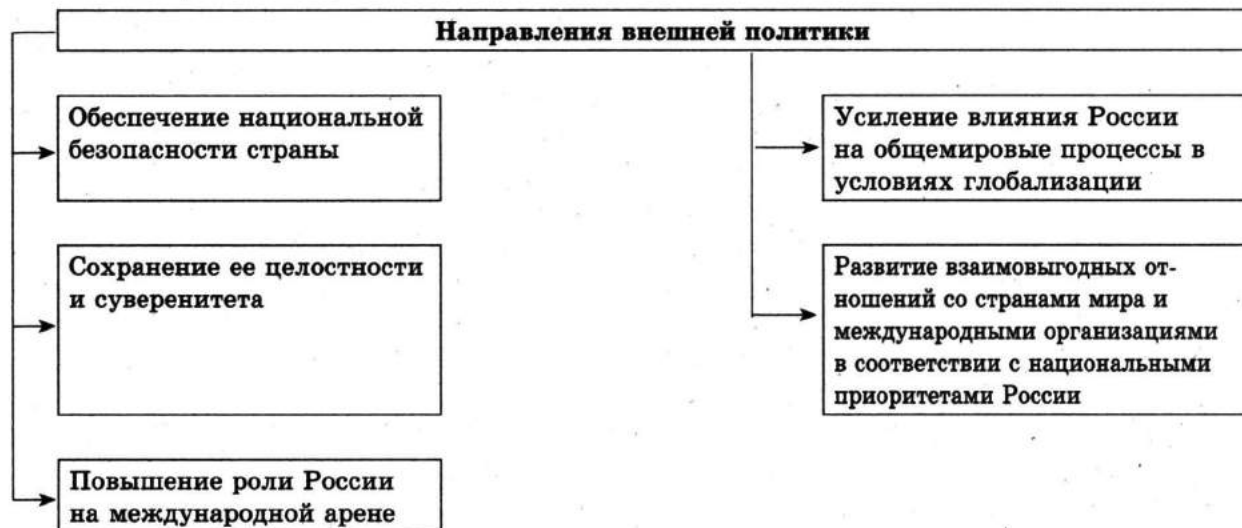 Направления внешней политики
Обеспечение национальной
безопасности страны
Сохранение ее целостности
и суверенитета
Повышение роли России
на международной арене
Усиление влияния России
на общемировые процессы в
условиях глобализации
Развитие взаимовыгодных от-
ношений со странами мира и
международными организациями
в соответствии с национальными
приоритетами России